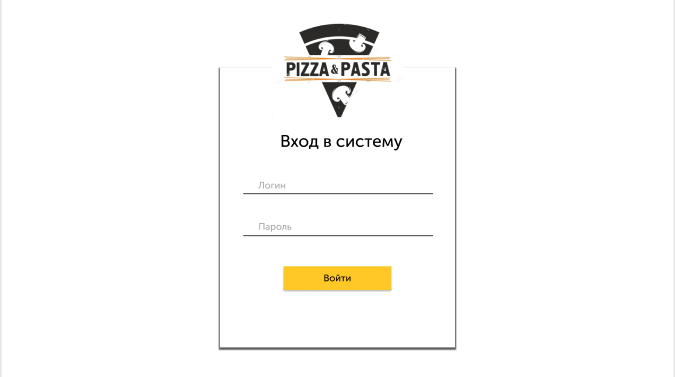 PIZZA&PASTA
Вход в систему
Логин
Пароль
Войти